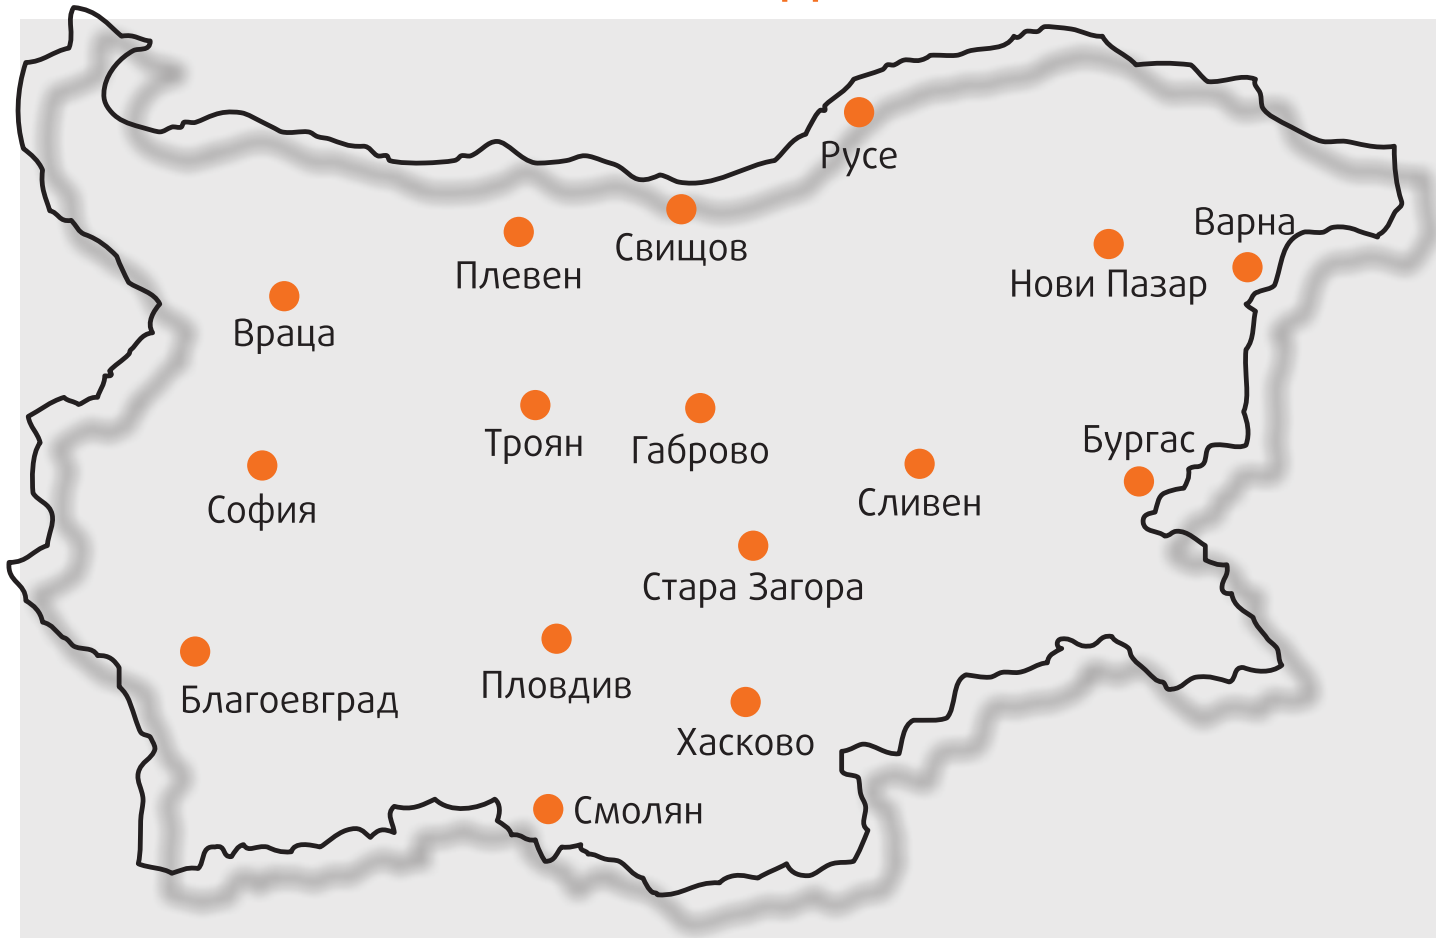 Русе
Варна
Свищов
Плевен
Нови Пазар
Враца
Троян
Габрово
Бургас
София
Сливен
Стара Загора
Пловдив
Благоевград
Хасково
Смолян